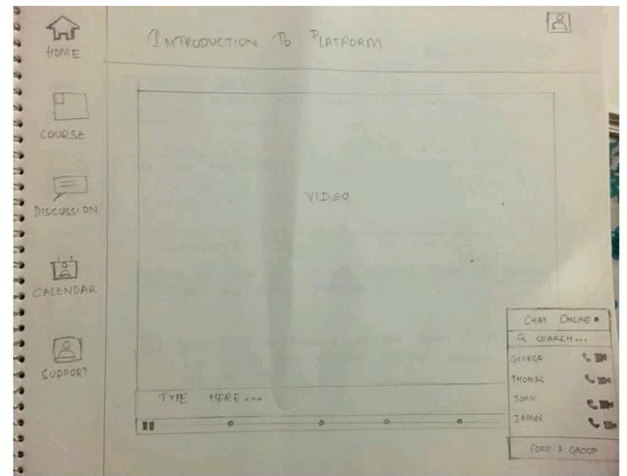 HOME
INTRODUCTION TO PLATFORM
COURSE
DISCUSSION
CALENDAR
SUPPORT
VIDEO
TYPE HERE...
CHAT ONLINE
SEARCH...
GEORGE
THOMAS
JOHN
JAMES
FORM A GROUP